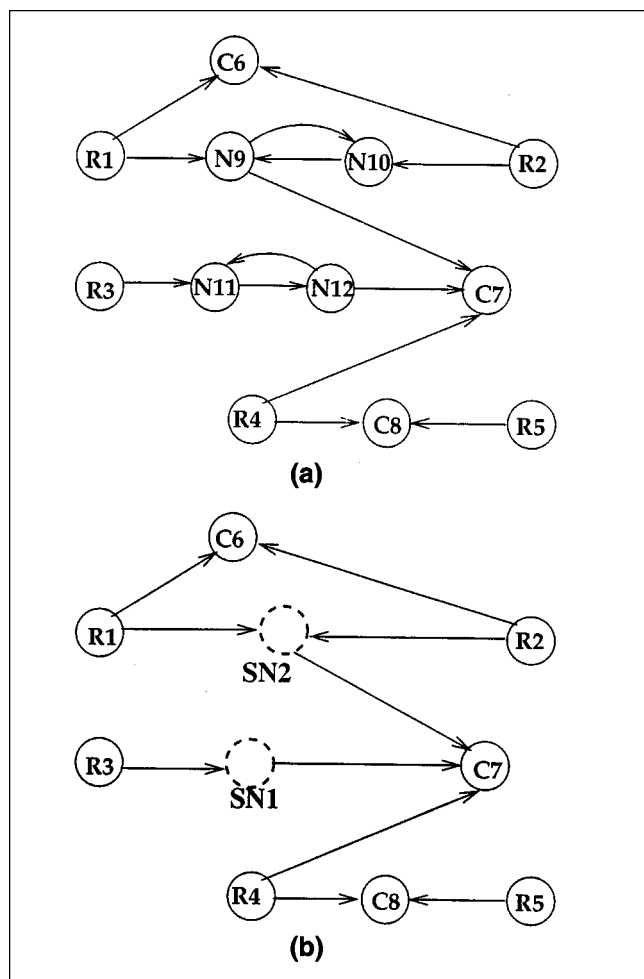 C6
R1 N9 N10 R2
R3 N11 N12 C7
R4 C8 R5
(a)
C6
R1 R2
SN2
R3 C7
SN1
R4 C8 R5
(b)